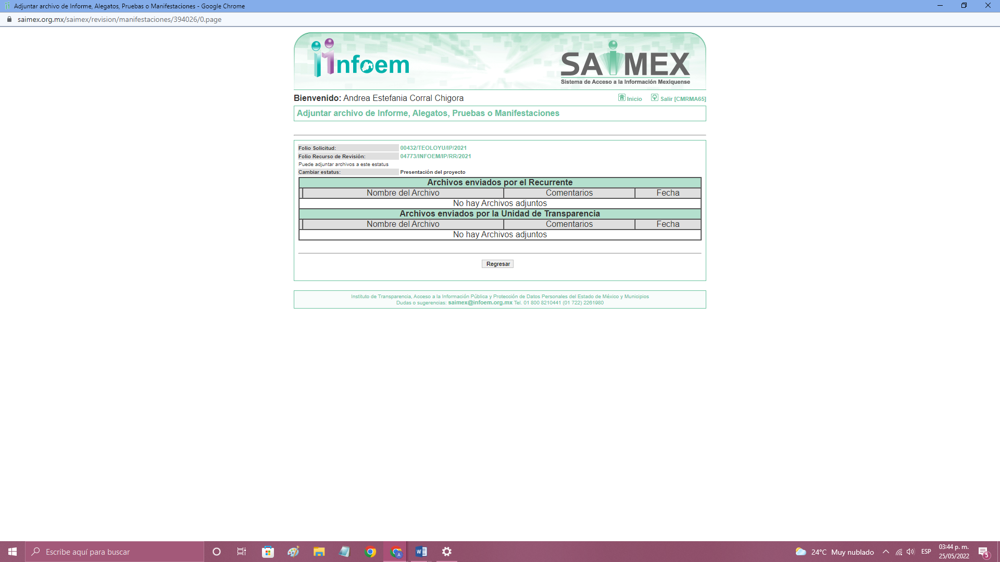 Adjuntar archivo de Informe, Alegatos, Pruebas o Manifestaciones - Google Chrome
saimex.org.mx/saimex/revision/manifestaciones/394026/0.page
infoem
SAIMEX
Sistema de Acceso a la Información Mexiquense
Bienvenido: Andrea Estefania Corral Chigora
Inicio Salir [CMRMA65]
Adjuntar archivo de Informe, Alegatos, Pruebas o Manifestaciones
Folio Solicitud: 00432/TEOLOYU/IP/2021
Folio Recurso de Revisión: 04773/INFOEM/IP/RR/2021
Puede adjuntar archivos a este estatus
Cambiar estatus: Presentación del proyecto
Archivos enviados por el Recurrente
Nombre del Archivo Comentarios Fecha
No hay Archivos adjuntos
Archivos enviados por la Unidad de Transparencia
Nombre del Archivo Comentarios Fecha
No hay Archivos adjuntos
Regresar
Instituto de Transparencia, Acceso a la Información Pública y Protección de Datos Personales del Estado de México y Municipios
Dudas o sugerencias: saimex@infoem.org.mx Tel. 01 800 8210441 (01 722) 2261980
Escribe aquí para buscar
24°C Muy nublado
ESP
03:44 p. m.
25/05/2022
5